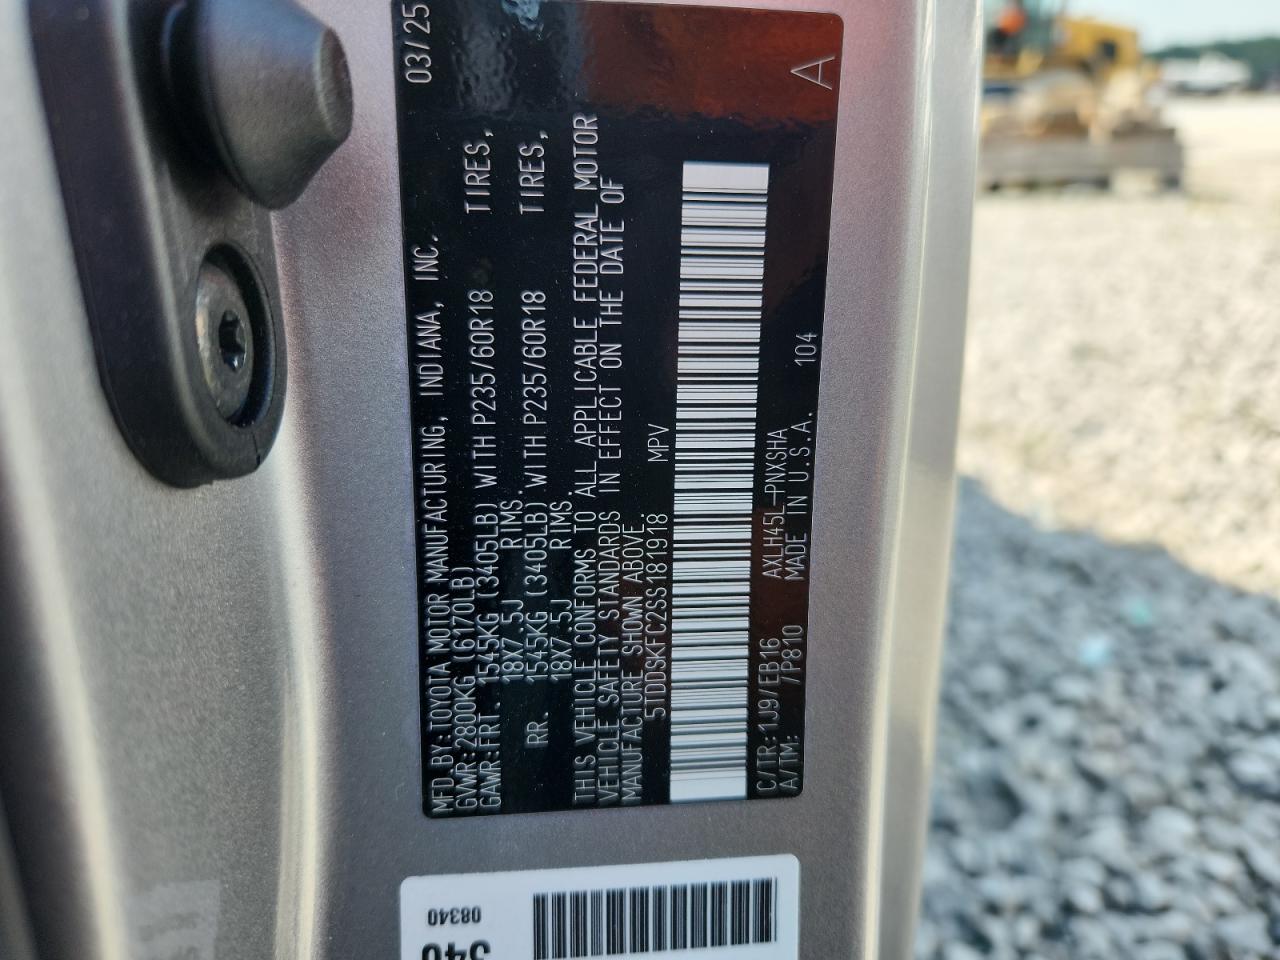 MFD.BY:TOYOTA MOTOR MANUFACTURING, INDIANA, INC. 03/25
GVWR:2800KG (6170LB)
GAWR:FRT. 1545KG (3405LB) WITH P235/60R18 TIRES,
18X7.5J RIMS.
RR. 1545KG (3405LB) WITH P235/60R18 TIRES,
18X7.5J RIMS.
THIS VEHICLE CONFORMS TO ALL APPLICABLE FEDERAL MOTOR
VEHICLE SAFETY STANDARDS IN EFFECT ON THE DATE OF
MANUFACTURE SHOWN ABOVE.
5TDDSKFC2SS181918 MPV
C/TR:1J9/EB16 AXLH45L-PNXSHA 104 A
A/TM: /P810 MADE IN U.S.A.
08340